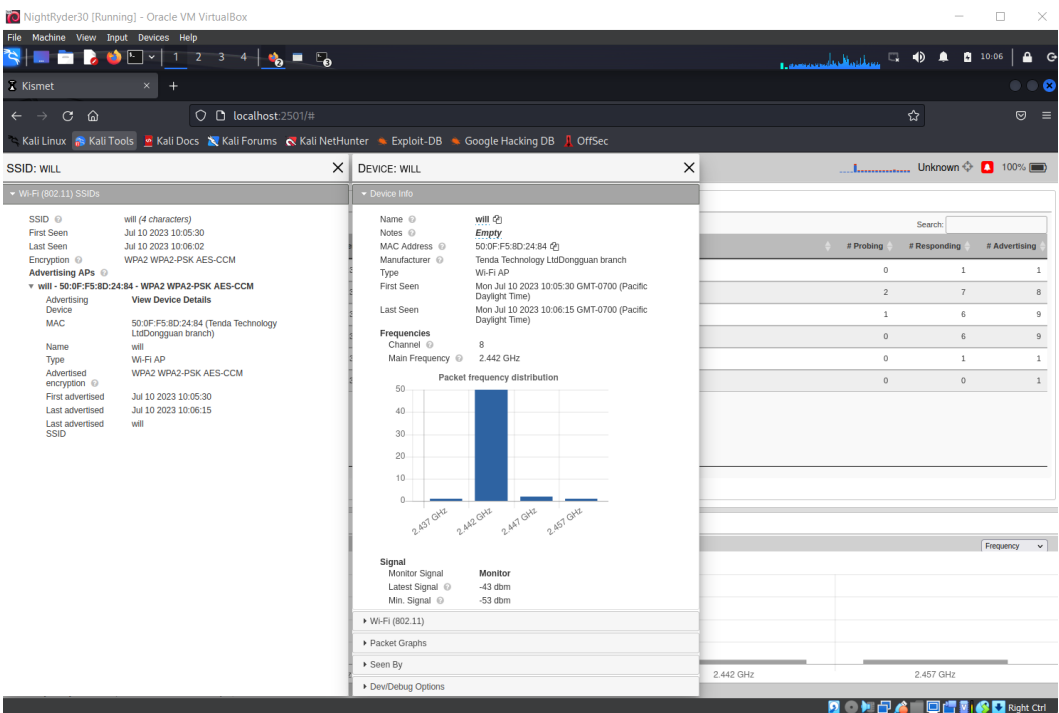 NightRyder30 [Running] - Oracle VM VirtualBox
File Machine View Input Devices Help
1 2 3 4 10:06
Kismet
localhost:2501/#
Kali Linux Kali Tools Kali Docs Kali Forums Kali NetHunter Exploit-DB Google Hacking DB OffSec
SSID: WILL
Wi-Fi (802.11) SSIDs
SSID will (4 characters)
First Seen Jul 10 2023 10:05:30
Last Seen Jul 10 2023 10:06:02
Encryption WPA2 WPA2-PSK AES-CCM
Advertising APs
will - 50:0F:F5:8D:24:84 - WPA2 WPA2-PSK AES-CCM
Advertising View Device Details
Device
MAC 50:0F:F5:8D:24:84 (Tenda Technology
LtdDongguan branch)
Name will
Type Wi-Fi AP
Advertised WPA2 WPA2-PSK AES-CCM
encryption
First advertised Jul 10 2023 10:05:30
Last advertised Jul 10 2023 10:06:15
Last advertised will
SSID
DEVICE: WILL
Device Info
Name will
Notes Empty
MAC Address 50:0F:F5:8D:24:84
Manufacturer Tenda Technology LtdDongguan branch
Type Wi-Fi AP
First Seen Mon Jul 10 2023 10:05:30 GMT-0700 (Pacific
Daylight Time)
Last Seen Mon Jul 10 2023 10:06:15 GMT-0700 (Pacific
Daylight Time)
Frequencies
Channel 8
Main Frequency 2.442 GHz
Packet frequency distribution
50
40
30
20
10
0
2.437 GHz 2.442 GHz 2.447 GHz 2.457 GHz
Signal
Monitor Signal Monitor
Latest Signal -43 dbm
Min. Signal -53 dbm
Wi-Fi (802.11)
Packet Graphs
Seen By
Dev/Debug Options
Unknown 100%
Search:
# Probing # Responding # Advertising
0 1 1
2 7 8
1 6 9
0 6 9
0 1 1
0 0 1
Frequency
2.442 GHz 2.457 GHz
Right Ctrl